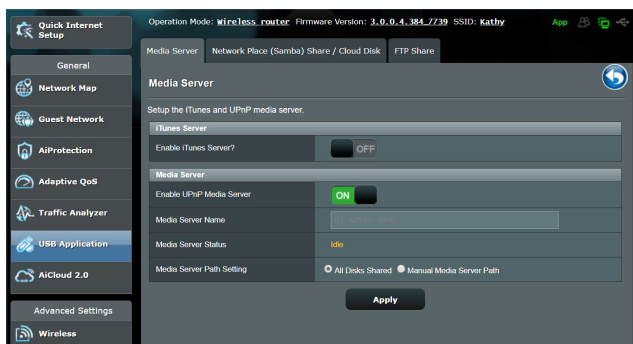 Quick Internet
Setup
Operation Mode: Wireless router Firmware Version: 3.0.0.4.384_7739 SSID: Kathy
App
Media Server
Network Place (Samba) Share / Cloud Disk
FTP Share
General
Network Map
Guest Network
AiProtection
Adaptive QoS
Traffic Analyzer
USB Application
AiCloud 2.0
Advanced Settings
Wireless
Media Server
Setup the iTunes and UPnP media server.
iTunes Server
Enable iTunes Server?
OFF
Media Server
Enable UPnP Media Server
ON
Media Server Name
Media Server Status
Idle
Media Server Path Setting
All Disks Shared
Manual Media Server Path
Apply